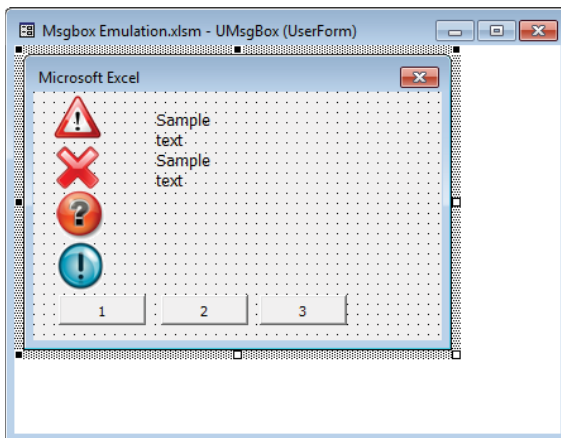 Msgbox Emulation.xlsm - UMsgBox (UserForm)
Microsoft Excel
Sample
text
Sample
text
1
2
3